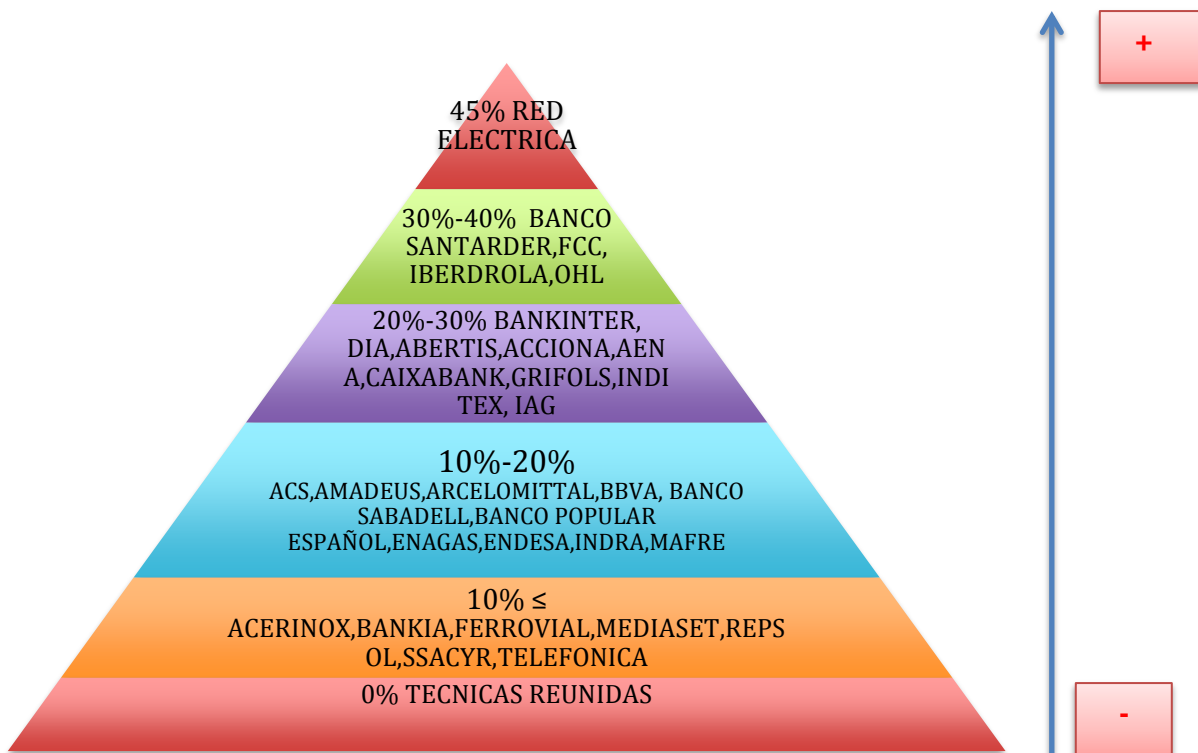 +
45% RED
ELECTRICA
30%-40% BANCO
SANTARDER,FCC,
IBERDROLA,OHL
20%-30% BANKINTER,
DIA,ABERTIS,ACCIONA,AEN
A,CAIXABANK,GRIFOLS,INDI
TEX, IAG
10%-20%
ACS,AMADEUS,ARCELOMITTAL,BBVA, BANCO
SABADELL,BANCO POPULAR
ESPAÑOL,ENAGAS,ENDESA,INDRA,MAFRE
10% ≤
ACERINOX,BANKIA,FERROVIAL,MEDIASET,REPS
OL,SSACYR,TELEFONICA
0% TECNICAS REUNIDAS
-